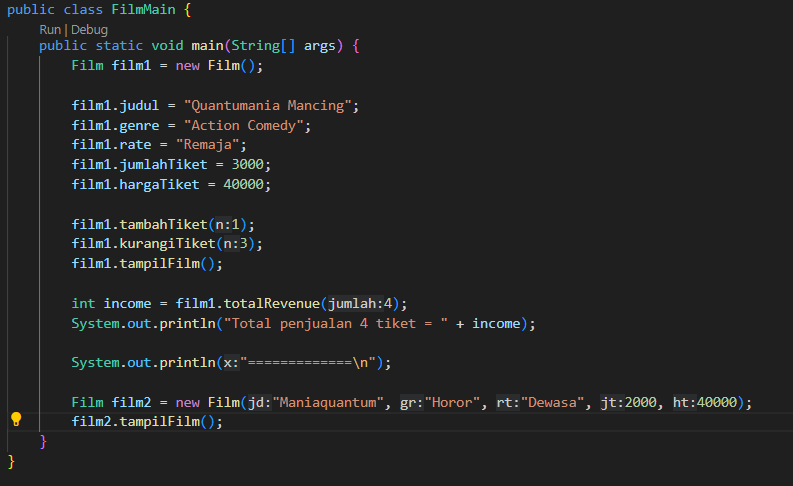 public class FilmMain {
Run | Debug
public static void main(String[] args) {
Film film1 = new Film();
film1.judul = "Quantumania Mancing";
film1.genre = "Action Comedy";
film1.rate = "Remaja";
film1.jumlahTiket = 3000;
film1.hargaTiket = 40000;
film1.tambahTiket(n:1);
film1.kurangiTiket(n:3);
film1.tampilFilm();
int income = film1.totalRevenue(jumlah:4);
System.out.println("Total penjualan 4 tiket = " + income);
System.out.println(x:"=============\n");
Film film2 = new Film(jd:"Maniaquantum", gr:"Horor", rt:"Dewasa", jt:2000, ht:40000);
film2.tampilFilm();
}
}